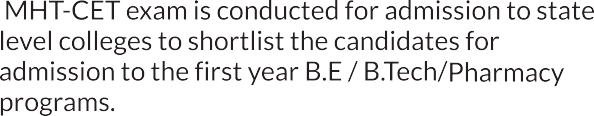 MHT-CET exam is conducted for admission to state
level colleges to shortlist the candidates for
admission to the first year B.E / B.Tech/Pharmacy
programs.